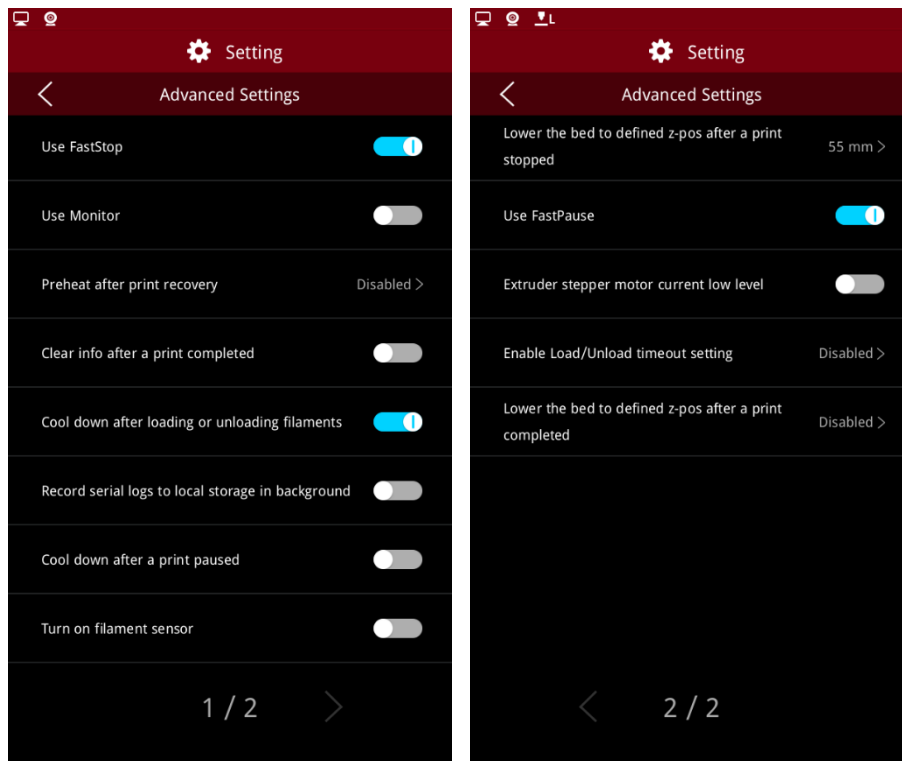 Setting
Advanced Settings
Use FastStop
Use Monitor
Preheat after print recovery Disabled >
Clear info after a print completed
Cool down after loading or unloading filaments
Record serial logs to local storage in background
Cool down after a print paused
Turn on filament sensor
1 / 2
L
Setting
Advanced Settings
Lower the bed to defined z-pos after a print
stopped
55 mm >
Use FastPause
Extruder stepper motor current low level
Enable Load/Unload timeout setting Disabled >
Lower the bed to defined z-pos after a print
completed
Disabled >
2 / 2